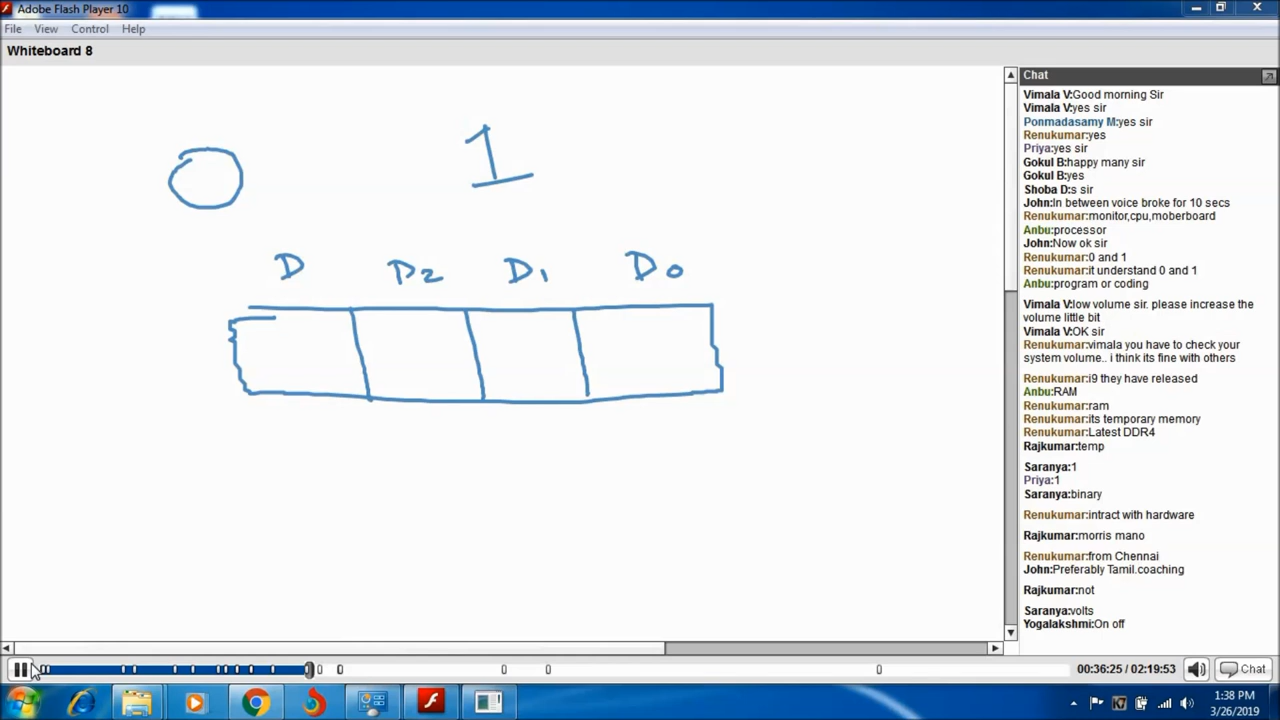 Adobe Flash Player 10
File View Control Help
Whiteboard 8
0 1
D D2 D1 D0
Chat
Vimala V:Good morning Sir
Vimala V:yes sir
Ponmadasamy M:yes sir
Renukumar:yes
Priya:yes sir
Gokul B:happy many sir
Gokul B:yes
Shoba D:s sir
John:In between voice broke for 10 secs
Renukumar:monitor,cpu,moberboard
Anbu:processor
John:Now ok sir
Renukumar:0 and 1
Renukumar:it understand 0 and 1
Anbu:program or coding
Vimala V:low volume sir. please increase the
volume little bit
Vimala V:OK sir
Renukumar:vimala you have to check your
system volume.. i think its fine with others
Renukumar:i9 they have released
Anbu:RAM
Renukumar:ram
Renukumar:its temporary memory
Renukumar:Latest DDR4
Rajkumar:temp
Saranya:1
Priya:1
Saranya:binary
Renukumar:intract with hardware
Rajkumar:morris mano
Renukumar:from Chennai
John:Preferably Tamil.coaching
Rajkumar:not
Saranya:volts
Yogalakshmi:On off
00:36:25 / 02:19:53 Chat
1:38 PM
3/26/2019